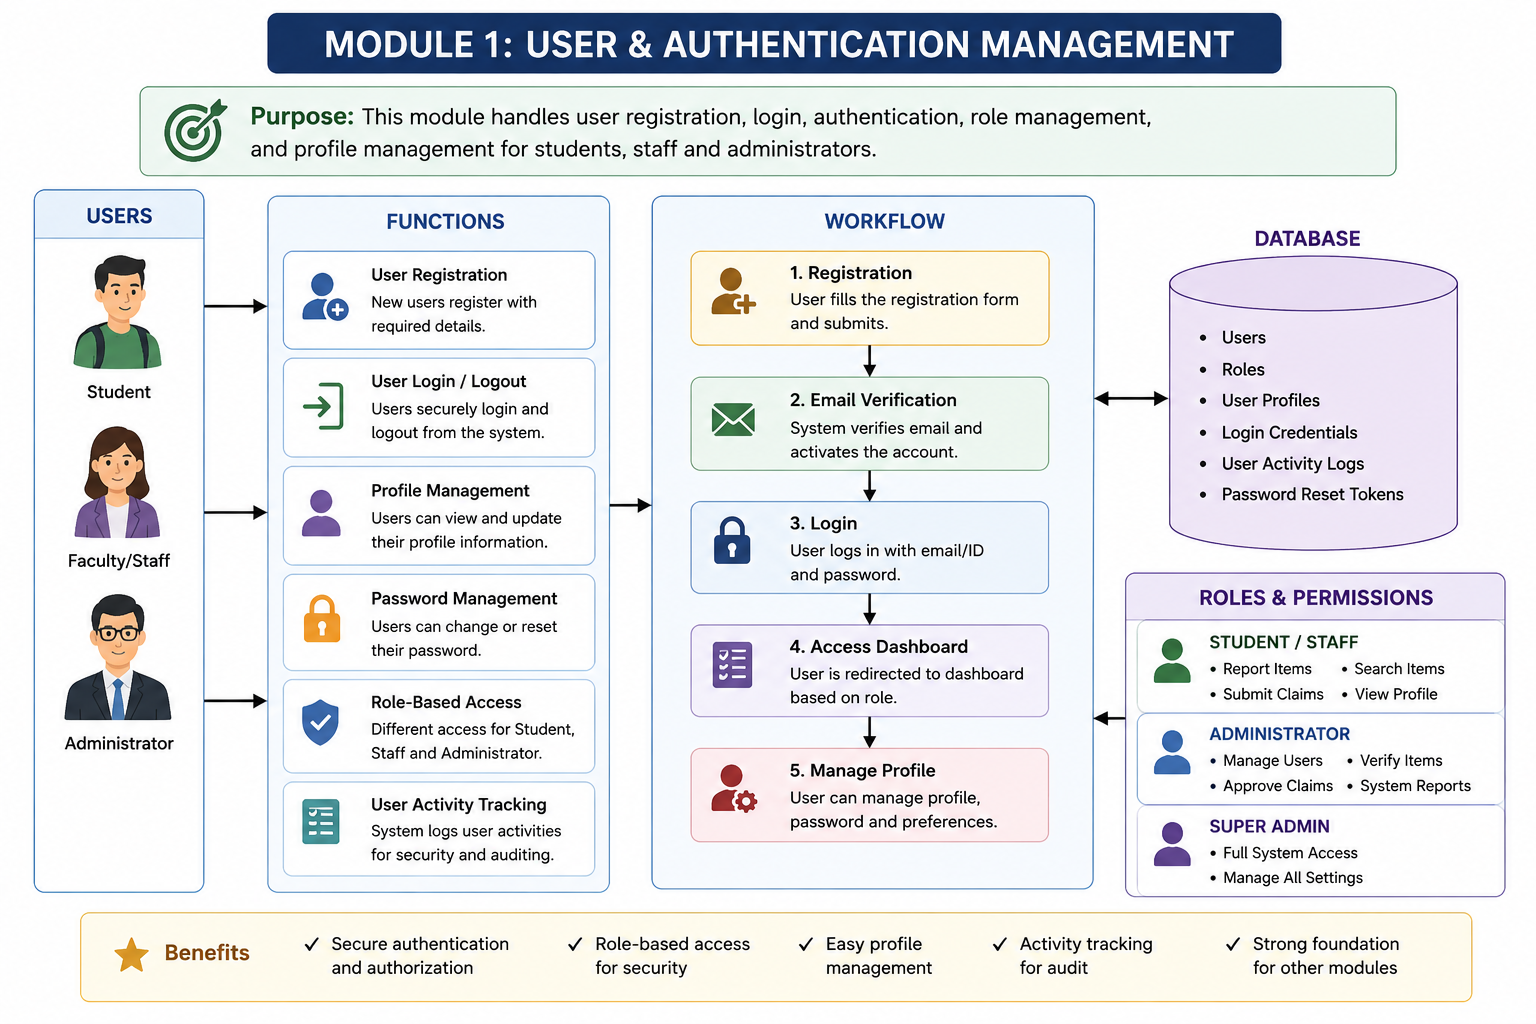 MODULE 1: USER & AUTHENTICATION MANAGEMENT
Purpose: This module handles user registration, login, authentication, role management,
and profile management for students, staff and administrators.
USERS
Student
Faculty/Staff
Administrator
FUNCTIONS
User Registration
New users register with
required details.
User Login / Logout
Users securely login and
logout from the system.
Profile Management
Users can view and update
their profile information.
Password Management
Users can change or reset
their password.
Role-Based Access
Different access for Student,
Staff and Administrator.
User Activity Tracking
System logs user activities
for security and auditing.
WORKFLOW
1. Registration
User fills the registration form
and submits.
2. Email Verification
System verifies email and
activates the account.
3. Login
User logs in with email/ID
and password.
4. Access Dashboard
User is redirected to dashboard
based on role.
5. Manage Profile
User can manage profile,
password and preferences.
DATABASE
• Users
• Roles
• User Profiles
• Login Credentials
• User Activity Logs
• Password Reset Tokens
ROLES & PERMISSIONS
STUDENT / STAFF
• Report Items • Search Items
• Submit Claims • View Profile
ADMINISTRATOR
• Manage Users • Verify Items
• Approve Claims • System Reports
SUPER ADMIN
• Full System Access
• Manage All Settings
Benefits
✓ Secure authentication
and authorization
✓ Role-based access
for security
✓ Easy profile
management
✓ Activity tracking
for audit
✓ Strong foundation
for other modules